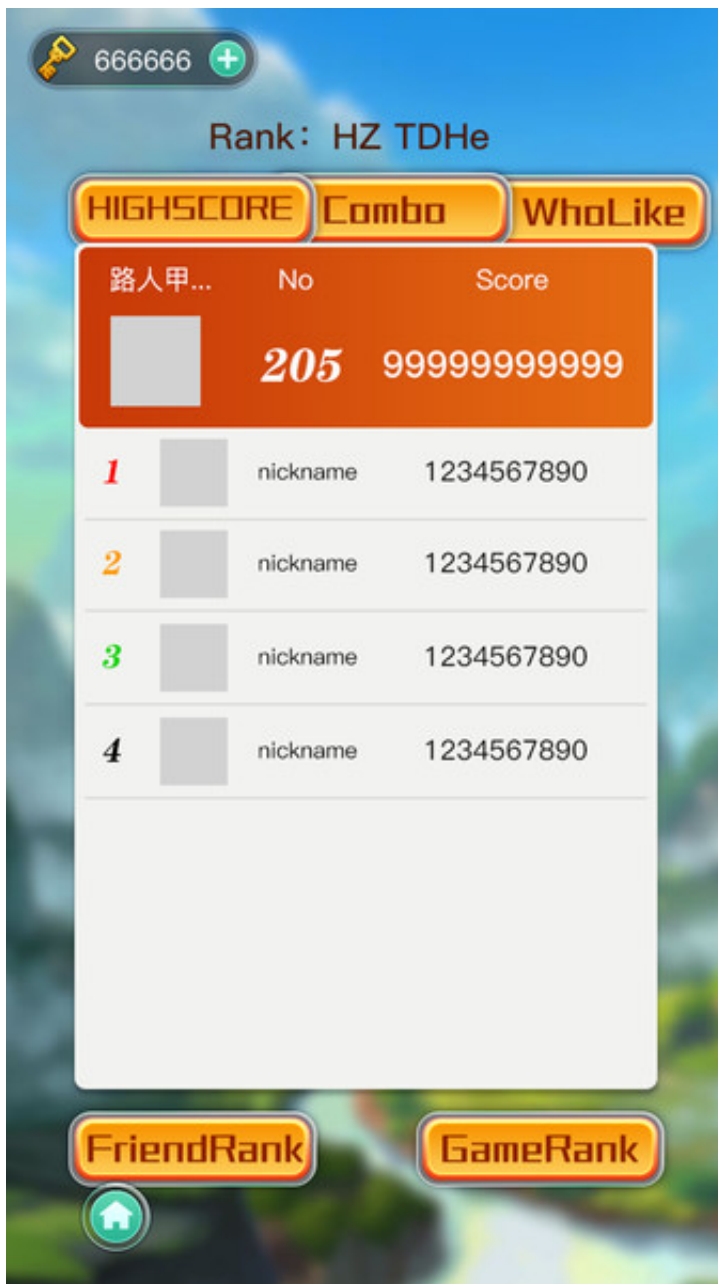 666666
Rank：HZ TDHe
HIGHSCORE Combo WhoLike
路人甲... No Score
205 99999999999
1 nickname 1234567890
2 nickname 1234567890
3 nickname 1234567890
4 nickname 1234567890
FriendRank GameRank